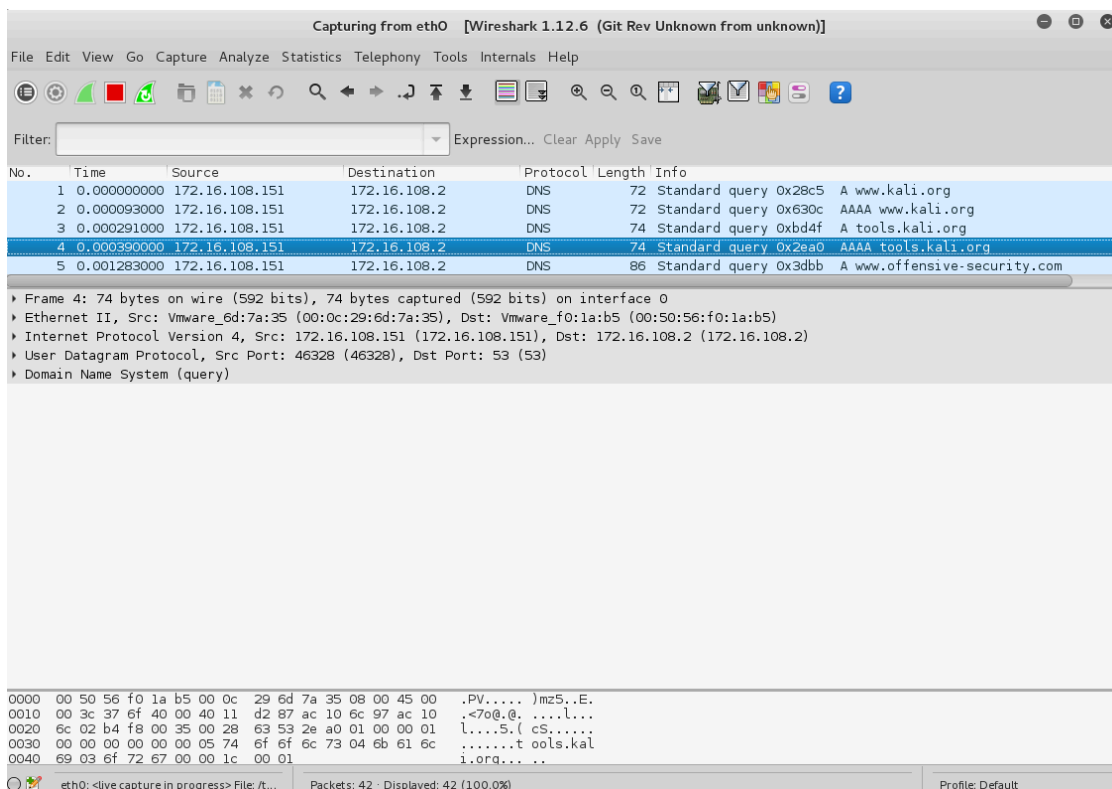 Capturing from eth0 [Wireshark 1.12.6 (Git Rev Unknown from unknown)]
File Edit View Go Capture Analyze Statistics Telephony Tools Internals Help
Filter: Expression... Clear Apply Save
No. Time Source Destination Protocol Length Info
1 0.000000000 172.16.108.151 172.16.108.2 DNS 72 Standard query 0x28c5 A www.kali.org
2 0.000093000 172.16.108.151 172.16.108.2 DNS 72 Standard query 0x630c AAAA www.kali.org
3 0.000291000 172.16.108.151 172.16.108.2 DNS 74 Standard query 0xbd4f A tools.kali.org
4 0.000390000 172.16.108.151 172.16.108.2 DNS 74 Standard query 0x2ea0 AAAA tools.kali.org
5 0.001283000 172.16.108.151 172.16.108.2 DNS 86 Standard query 0x3dbb A www.offensive-security.com
Frame 4: 74 bytes on wire (592 bits), 74 bytes captured (592 bits) on interface 0
Ethernet II, Src: Vmware_6d:7a:35 (00:0c:29:6d:7a:35), Dst: Vmware_f0:1a:b5 (00:50:56:f0:1a:b5)
Internet Protocol Version 4, Src: 172.16.108.151 (172.16.108.151), Dst: 172.16.108.2 (172.16.108.2)
User Datagram Protocol, Src Port: 46328 (46328), Dst Port: 53 (53)
Domain Name System (query)
0000 00 50 56 f0 1a b5 00 0c 29 6d 7a 35 08 00 45 00 .PV..... )mz5..E.
0010 00 3c 37 6f 40 00 40 11 d2 87 ac 10 6c 97 ac 10 .<7o@.@. ....l...
0020 6c 02 b4 f8 00 35 00 28 63 53 2e a0 01 00 00 01 l....5.( cS......
0030 00 00 00 00 00 00 05 74 6f 6f 6c 73 04 6b 61 6c .......t ools.kal
0040 69 03 6f 72 67 00 00 1c 00 01 i.org... ..
eth0: <live capture in progress> File: /t... Packets: 42 · Displayed: 42 (100.0%) Profile: Default